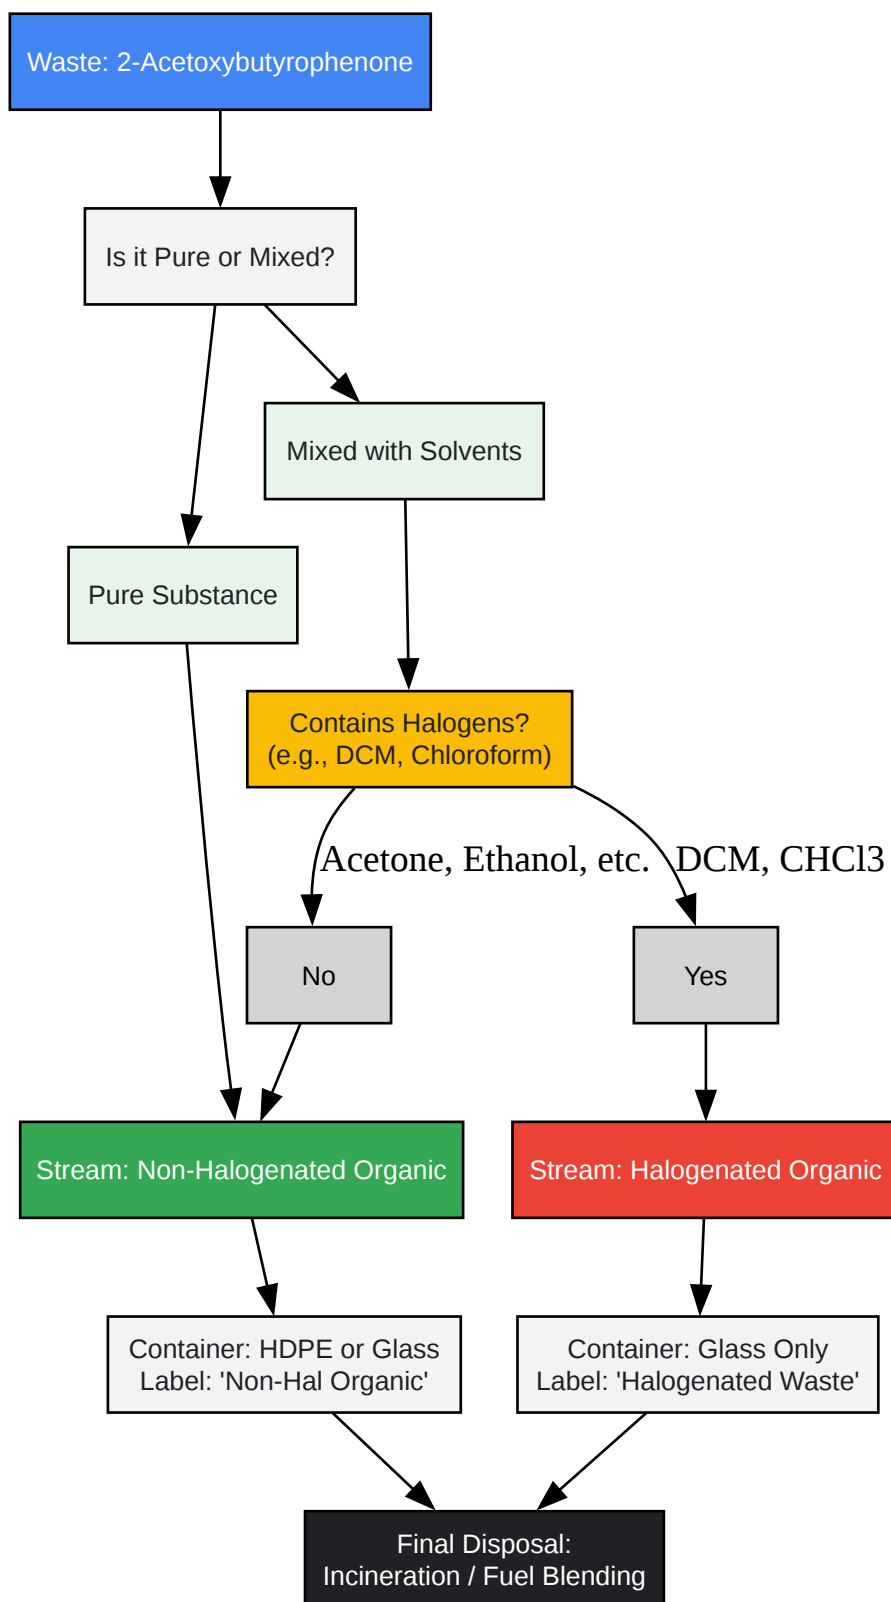 Waste: 2-Acetoxybutyrophenone
Is it Pure or Mixed?
Mixed with Solvents
Pure Substance
Contains Halogens?
(e.g., DCM, Chloroform)
Acetone, Ethanol, etc.
DCM, CHCl3
No
Yes
Stream: Non-Halogenated Organic
Stream: Halogenated Organic
Container: HDPE or Glass
Label: 'Non-Hal Organic'
Container: Glass Only
Label: 'Halogenated Waste'
Final Disposal:
Incineration / Fuel Blending